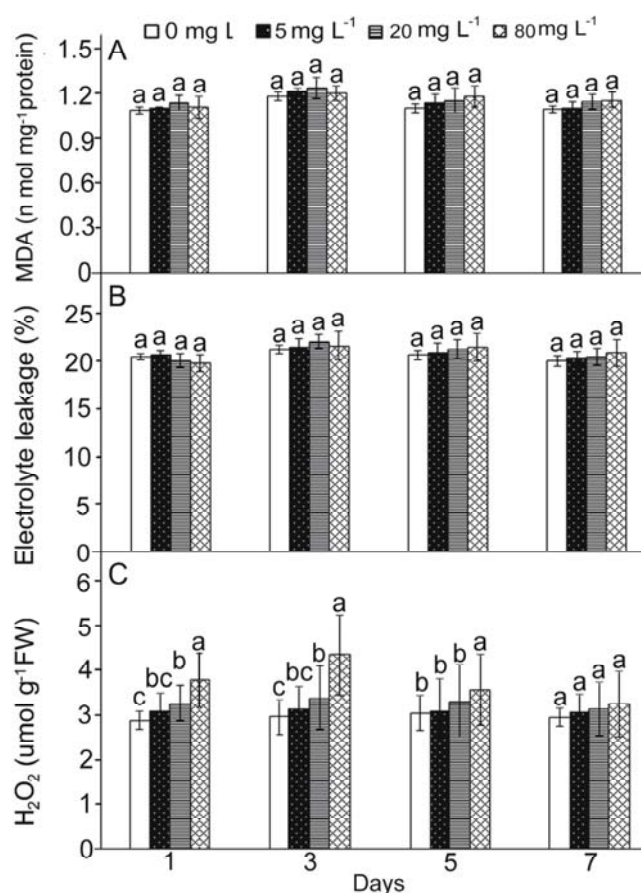 0 mg L 5 mg L⁻¹ 20 mg L⁻¹ 80 mg L⁻¹
A
MDA (n mol mg⁻¹protein)
1.5
1.2
0.9
0.6
0.3
0
a a a a a a a a a a a a a a a a
B
Electrolyte leakage (%)
25
20
15
10
5
0
a a a a a a a a a a a a a a a a
C
H₂O₂ (umol g⁻¹FW)
6
5
4
3
2
1
0
c bc b a c bc b a b b b a a a a a
1 3 5 7
Days